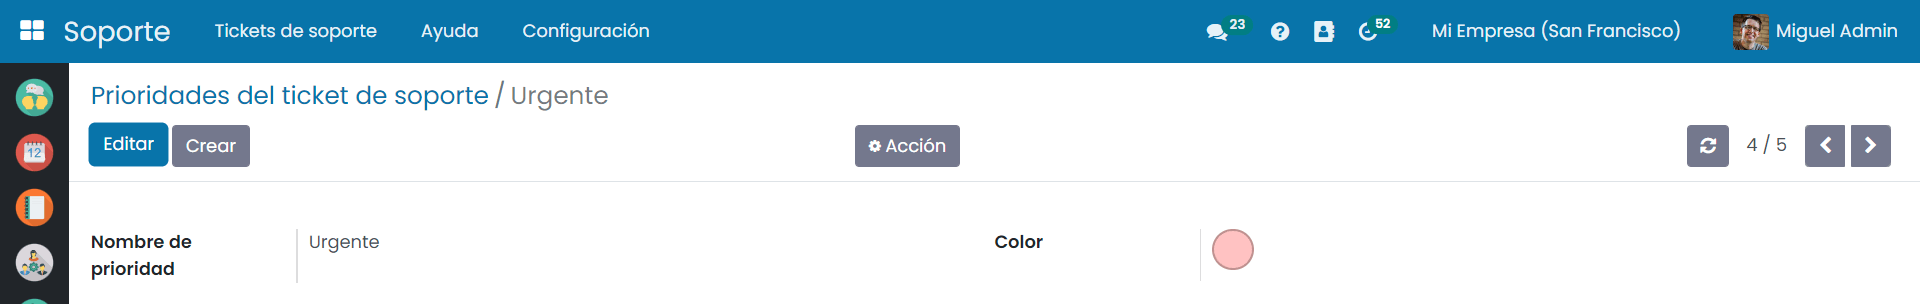 Soporte Tickets de soporte Ayuda Configuración 23 52 Mi Empresa (San Francisco) Miguel Admin
Prioridades del ticket de soporte / Urgente
Editar Crear Acción 4 / 5
12
Nombre de prioridad Urgente Color